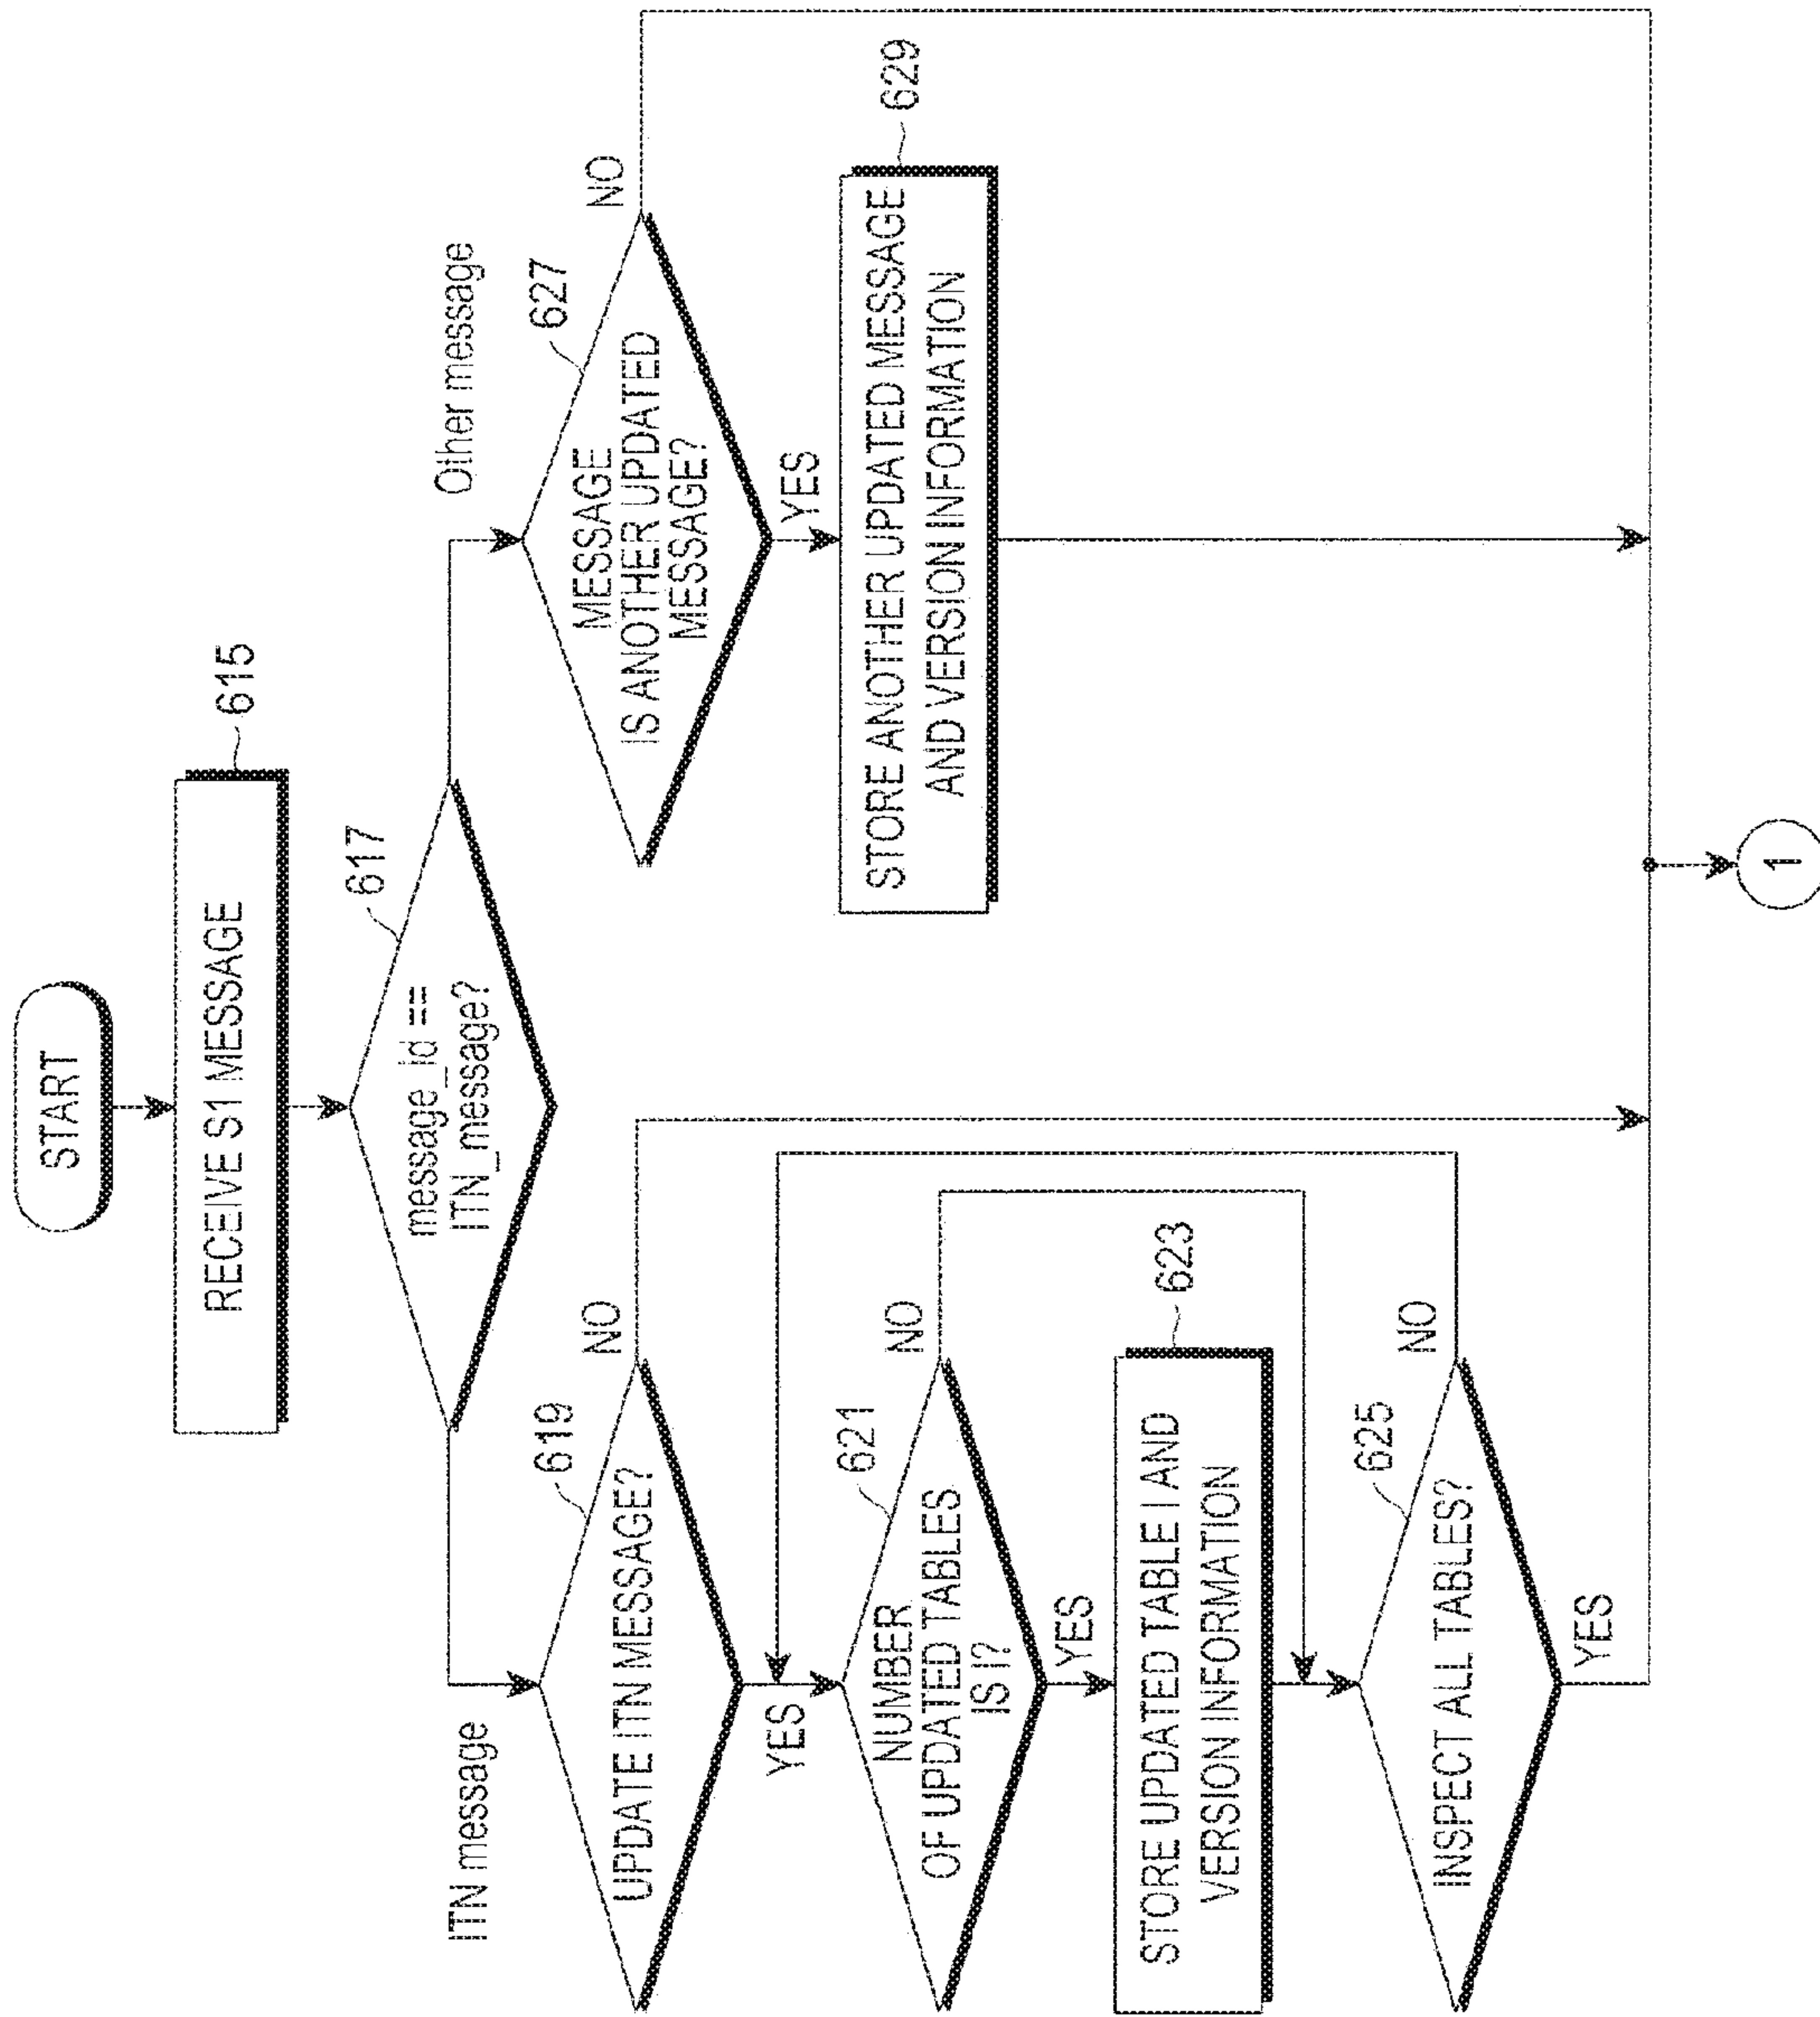 START
RECEIVE S1 MESSAGE
615
message_id ==
ITN_message?
617
ITN message
Other message
UPDATE ITN MESSAGE?
619
NO
YES
NUMBER
OF UPDATED TABLES
IS I?
621
NO
YES
STORE UPDATED TABLE I AND
VERSION INFORMATION
623
INSPECT ALL TABLES?
625
NO
YES
MESSAGE
IS ANOTHER UPDATED
MESSAGE?
627
NO
YES
STORE ANOTHER UPDATED MESSAGE
AND VERSION INFORMATION
629
1